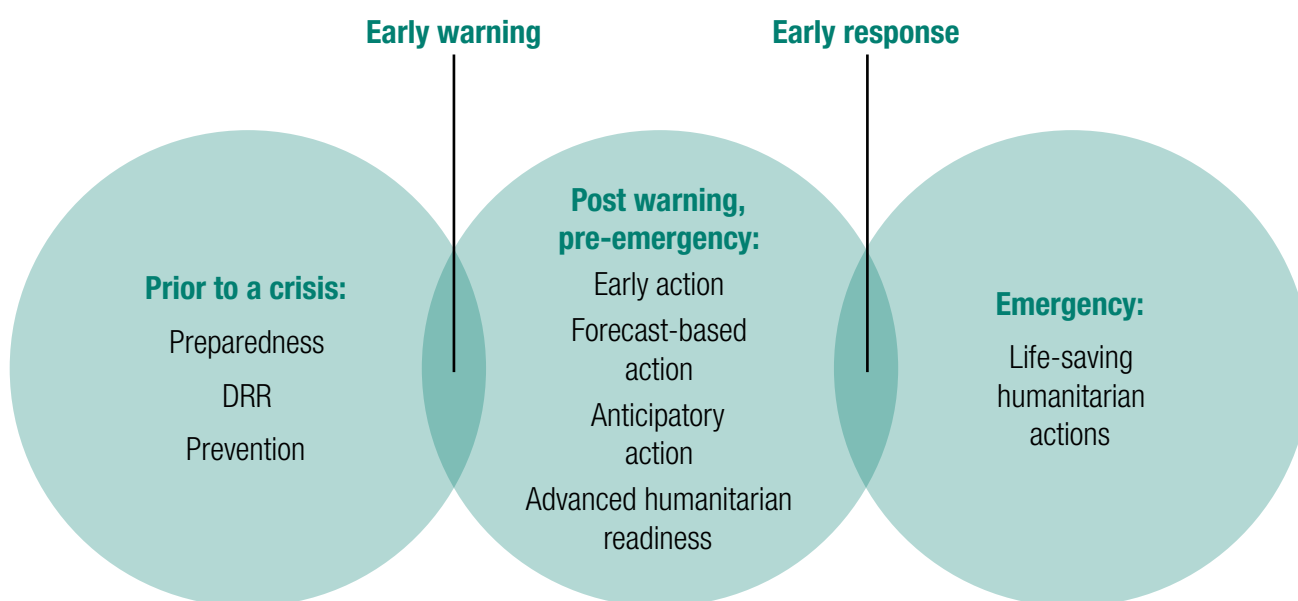 Early warning
Early response
Prior to a crisis:
Preparedness
DRR
Prevention
Post warning,
pre-emergency:
Early action
Forecast-based
action
Anticipatory
action
Advanced humanitarian
readiness
Emergency:
Life-saving
humanitarian
actions